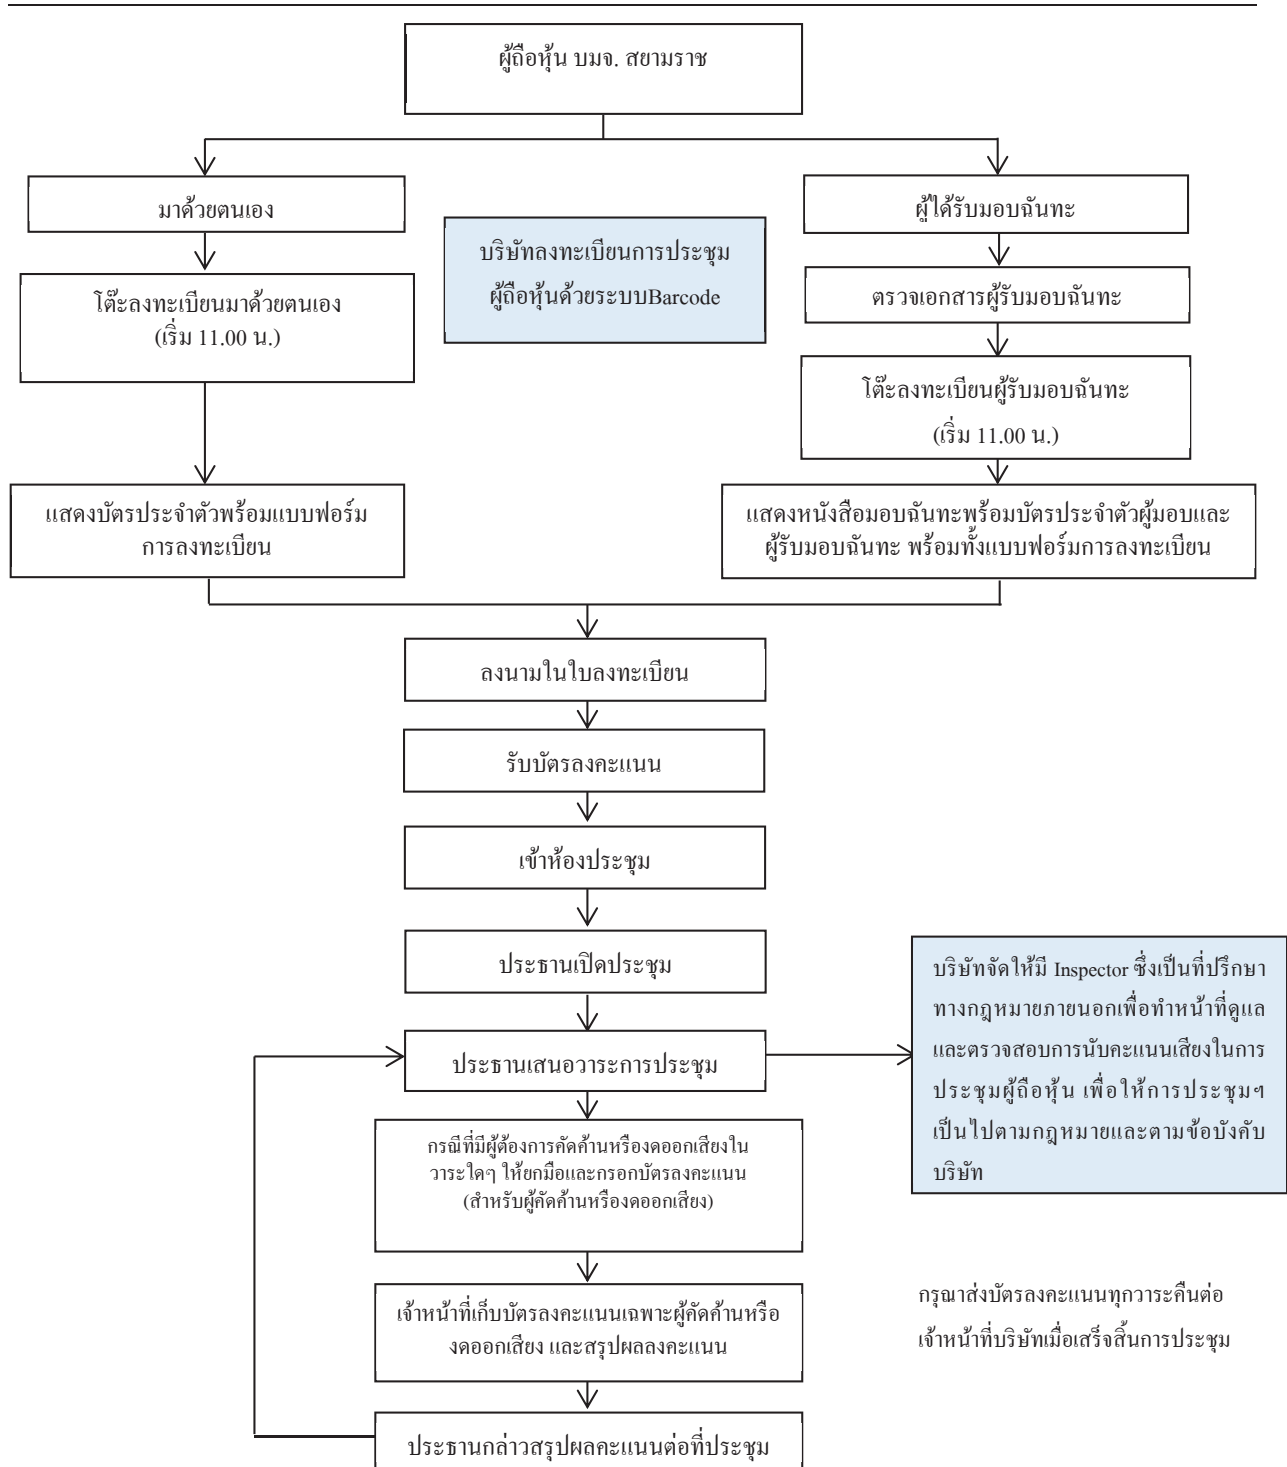 ผู้ถือหุ้น บมจ. สยามราช
มาด้วยตนเอง
ผู้ได้รับมอบฉันทะ
บริษัทลงทะเบียนการประชุม
ผู้ถือหุ้นด้วยระบบBarcode
โต๊ะลงทะเบียนมาด้วยตนเอง
(เริ่ม 11.00 น.)
ตรวจเอกสารผู้รับมอบฉันทะ
โต๊ะลงทะเบียนผู้รับมอบฉันทะ
(เริ่ม 11.00 น.)
แสดงบัตรประจำตัวพร้อมแบบฟอร์ม
การลงทะเบียน
แสดงหนังสือมอบฉันทะพร้อมบัตรประจำตัวผู้มอบและ
ผู้รับมอบฉันทะ พร้อมทั้งแบบฟอร์มการลงทะเบียน
ลงนามในใบลงทะเบียน
รับบัตรลงคะแนน
เข้าห้องประชุม
ประธานเปิดประชุม
ประธานเสนอวาระการประชุม
บริษัทจัดให้มี Inspector ซึ่งเป็นที่ปรึกษา
ทางกฎหมายภายนอกเพื่อทำหน้าที่ดูแล
และตรวจสอบการนับคะแนนเสียงในการ
ประชุมผู้ถือหุ้น เพื่อให้การประชุมฯ
เป็นไปตามกฎหมายและตามข้อบังคับ
บริษัท
กรณีที่มีผู้ต้องการคัดค้านหรืองดออกเสียงใน
วาระใดๆ ให้ยกมือและกรอกบัตรลงคะแนน
(สำหรับผู้คัดค้านหรืองดออกเสียง)
เจ้าหน้าที่เก็บบัตรลงคะแนนเฉพาะผู้คัดค้านหรือ
งดออกเสียง และสรุปผลลงคะแนน
กรุณาส่งบัตรลงคะแนนทุกวาระคืนต่อ
เจ้าหน้าที่บริษัทเมื่อเสร็จสิ้นการประชุม
ประธานกล่าวสรุปผลคะแนนต่อที่ประชุม